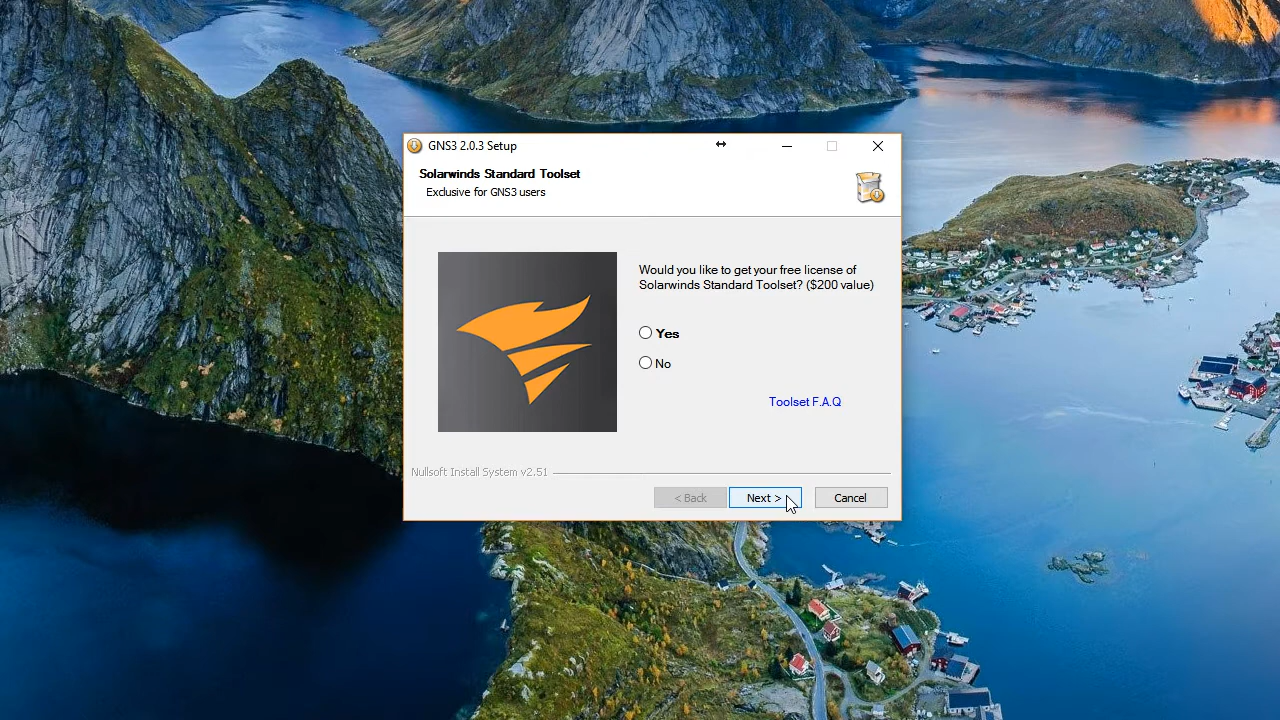 GNS3 2.0.3 Setup
Solarwinds Standard Toolset
Exclusive for GNS3 users
Would you like to get your free license of
Solarwinds Standard Toolset? ($200 value)
Yes
No
Toolset F.A.Q
Nullsoft Install System v2.51
< Back
Next >
Cancel